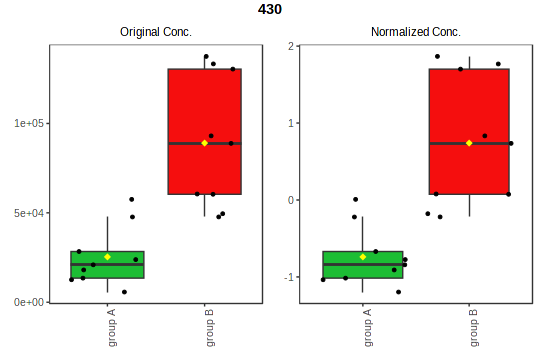 430
Original Conc.
Normalized Conc.
1e+05
5e+04
0e+00
2
1
0
-1
group A
group B
group A
group B